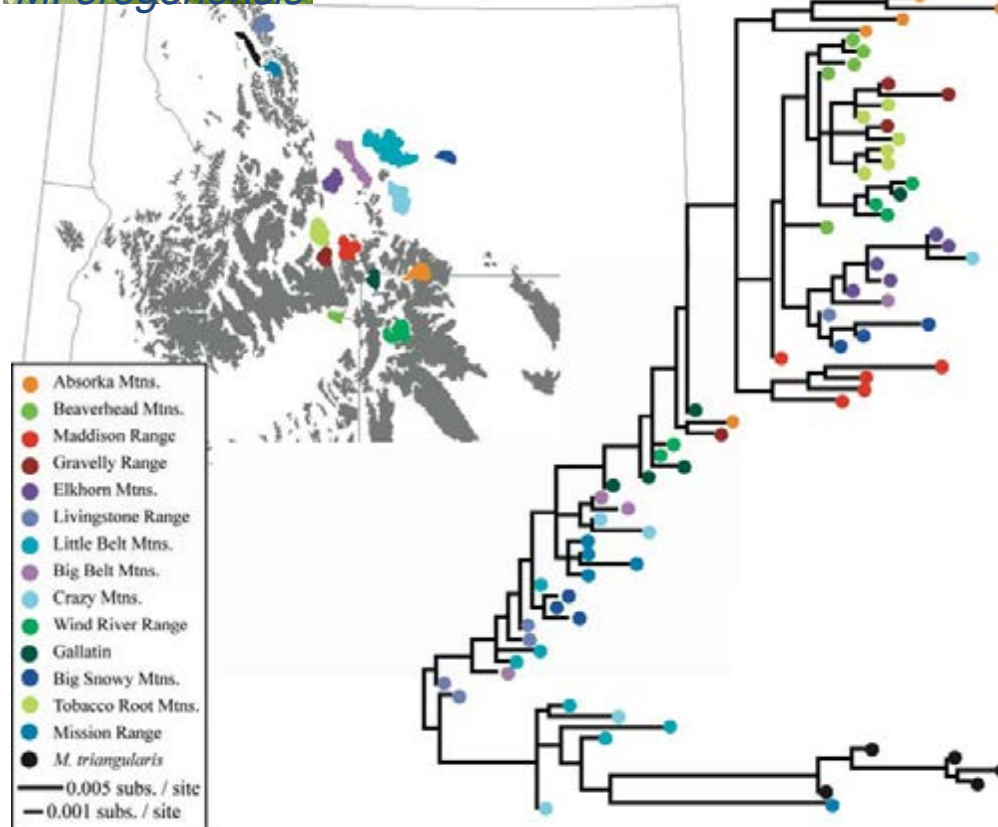 M. oregonensis
Absorka Mtns.
Beaverhead Mtns.
Maddison Range
Gravelly Range
Elkhorn Mtns.
Livingstone Range
Little Belt Mtns.
Big Belt Mtns.
Crazy Mtns.
Wind River Range
Gallatin
Big Snowy Mtns.
Tobacco Root Mtns.
Mission Range
M. triangularis
0.005 subs. / site
0.001 subs. / site